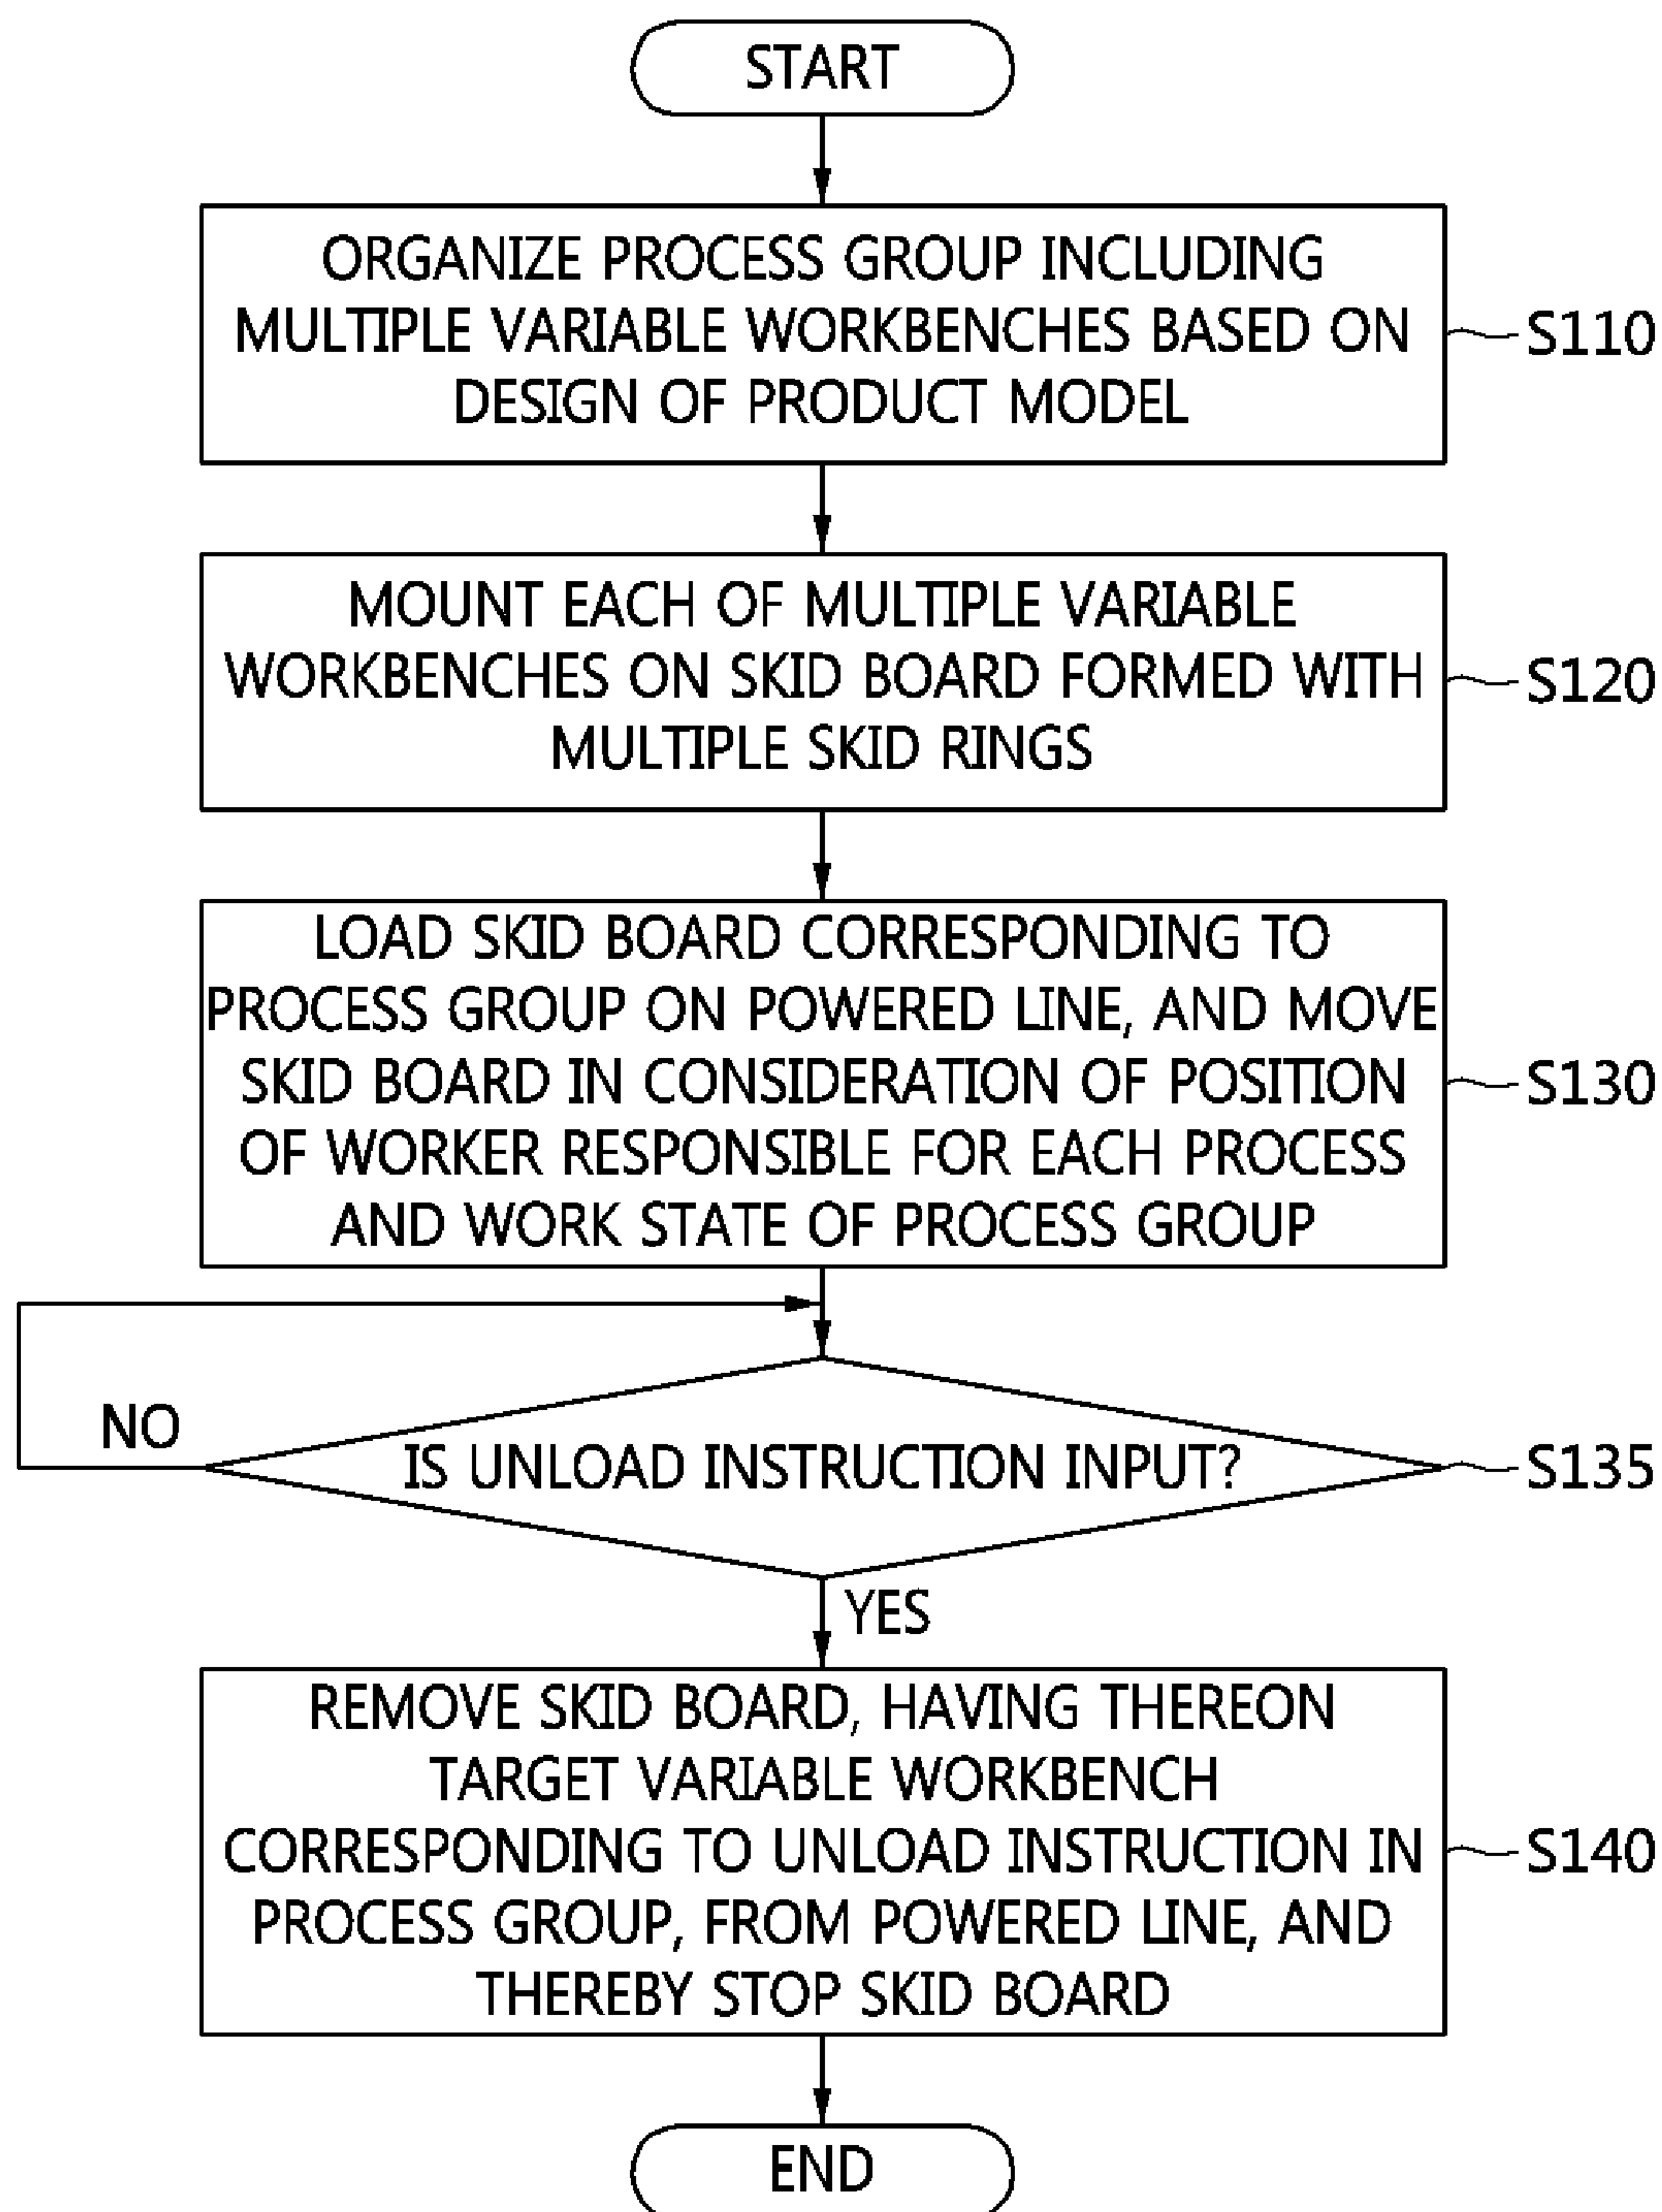 START
ORGANIZE PROCESS GROUP INCLUDING
MULTIPLE VARIABLE WORKBENCHES BASED ON
DESIGN OF PRODUCT MODEL
S110
MOUNT EACH OF MULTIPLE VARIABLE
WORKBENCHES ON SKID BOARD FORMED WITH
MULTIPLE SKID RINGS
S120
LOAD SKID BOARD CORRESPONDING TO
PROCESS GROUP ON POWERED LINE, AND MOVE
SKID BOARD IN CONSIDERATION OF POSITION
OF WORKER RESPONSIBLE FOR EACH PROCESS
AND WORK STATE OF PROCESS GROUP
S130
NO
IS UNLOAD INSTRUCTION INPUT?
S135
YES
REMOVE SKID BOARD, HAVING THEREON
TARGET VARIABLE WORKBENCH
CORRESPONDING TO UNLOAD INSTRUCTION IN
PROCESS GROUP, FROM POWERED LINE, AND
THEREBY STOP SKID BOARD
S140
END